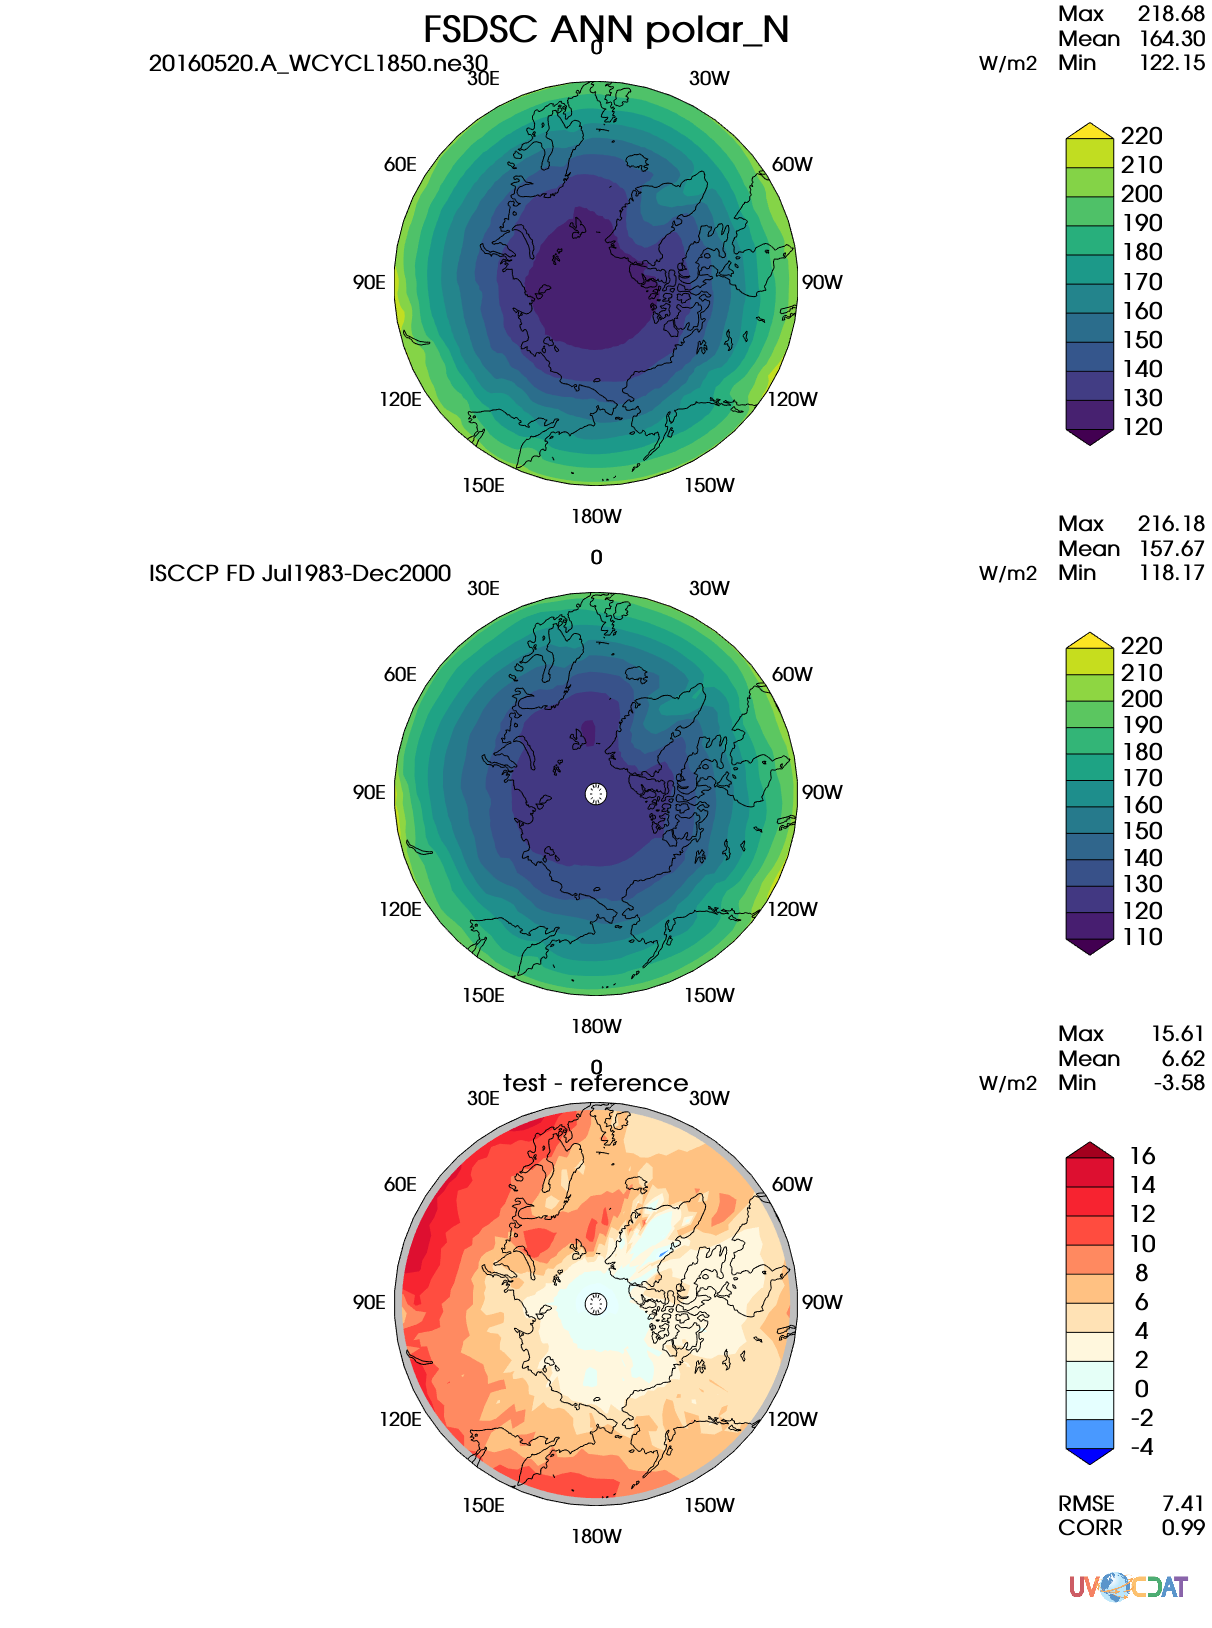 FSDSC ANN polar_N
20160520.A_WCYCL1850.ne30
W/m2
Max 218.68
Mean 164.30
Min 122.15
0
30E
30W
60E
60W
90E
90W
120E
120W
150E
150W
180W
220
210
200
190
180
170
160
150
140
130
120
ISCCP FD Jul1983-Dec2000
W/m2
Max 216.18
Mean 157.67
Min 118.17
0
30E
30W
60E
60W
90E
90W
120E
120W
150E
150W
180W
220
210
200
190
180
170
160
150
140
130
120
110
test - reference
W/m2
Max 15.61
Mean 6.62
Min -3.58
0
30E
30W
60E
60W
90E
90W
120E
120W
150E
150W
180W
16
14
12
10
8
6
4
2
0
-2
-4
RMSE 7.41
CORR 0.99
UV CDAT